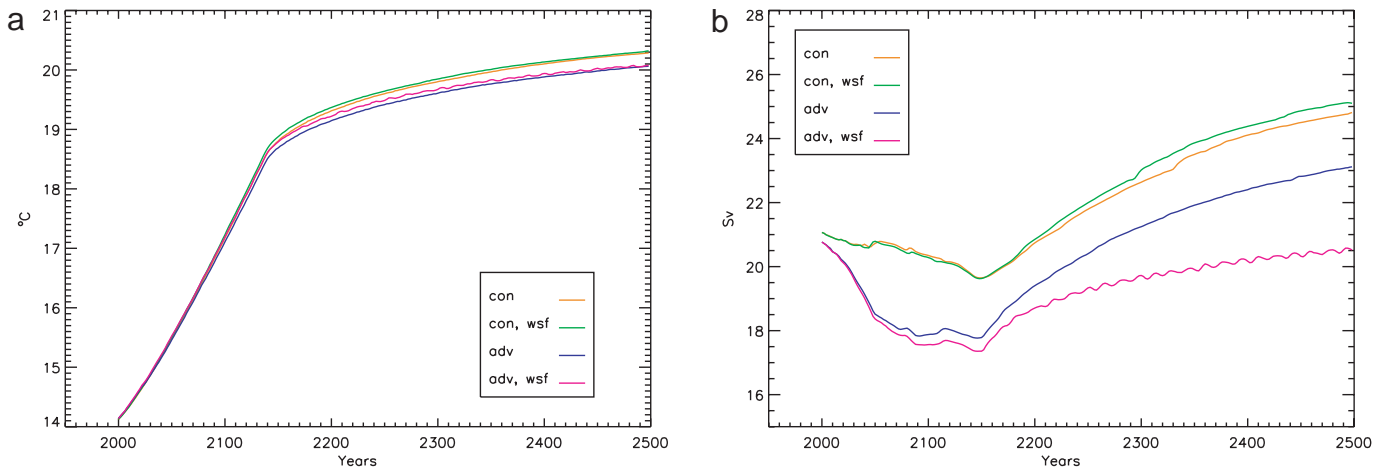 a
21
20
19
18
17
16
15
14
°C
2000 2100 2200 2300 2400 2500
Years
con
con, wsf
adv
adv, wsf
b
28
26
24
22
20
18
16
Sv
2000 2100 2200 2300 2400 2500
Years
con
con, wsf
adv
adv, wsf